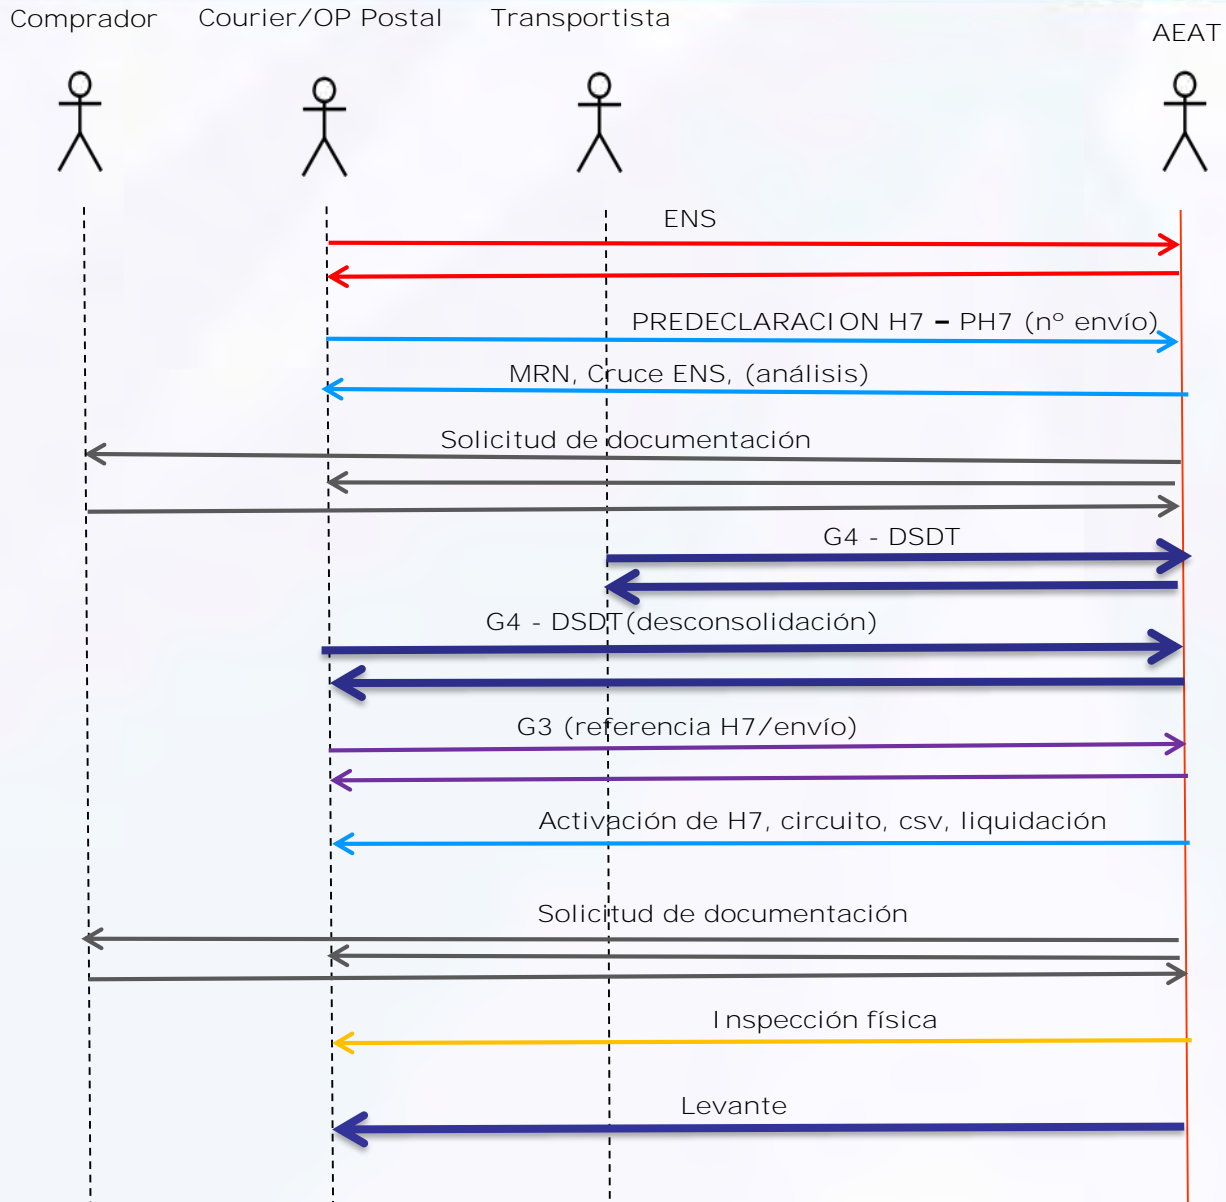 Comprador
Courier/OP Postal
Transportista
AEAT
ENS
PREDECLARACION H7 – PH7 (nº envío)
MRN, Cruce ENS, (análisis)
Solicitud de documentación
G4 - DSDT
G4 - DSDT(desconsolidación)
G3 (referencia H7/envío)
Activación de H7, circuito, csv, liquidación
Solicitud de documentación
Inspección física
Levante